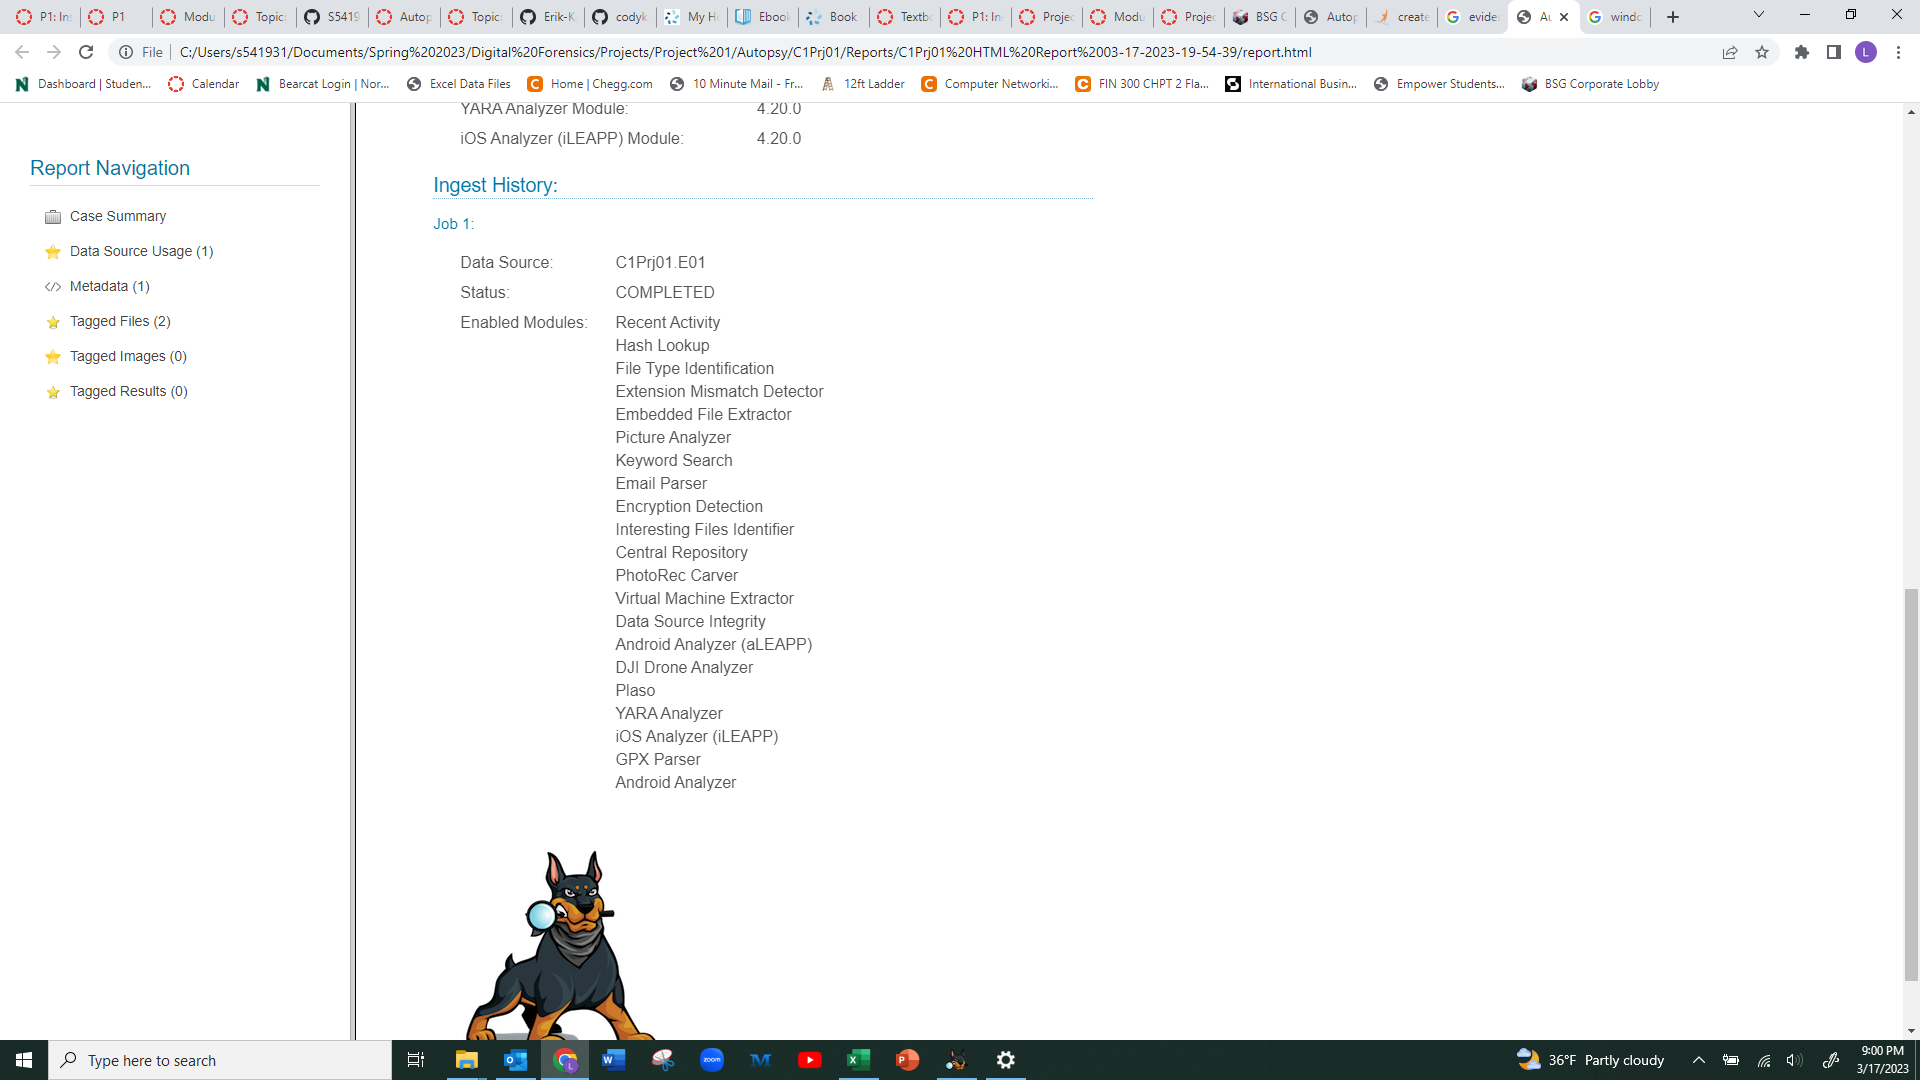 P1: In
P1
Modu
Topic:
S5419
Autop
Topic:
Erik-K
codyk
My H
Ebook
Book
Textb
P1: In
Projec
Modu
Projec
BSG C
Autop
create
evider
Au
windo
File
C:/Users/s541931/Documents/Spring%202023/Digital%20Forensics/Projects/Project%201/Autopsy/C1Prj01/Reports/C1Prj01%20HTML%20Report%2003-17-2023-19-54-39/report.html
L
Dashboard | Studen...
Calendar
Bearcat Login | Nor...
Excel Data Files
Home | Chegg.com
10 Minute Mail - Fr...
12ft Ladder
Computer Networki...
FIN 300 CHPT 2 Fla...
International Busin...
Empower Students...
BSG Corporate Lobby
Report Navigation
Case Summary
Data Source Usage (1)
Metadata (1)
Tagged Files (2)
Tagged Images (0)
Tagged Results (0)
YARA Analyzer Module: 4.20.0
iOS Analyzer (iLEAPP) Module: 4.20.0
Ingest History:
Job 1:
Data Source: C1Prj01.E01
Status: COMPLETED
Enabled Modules: Recent Activity
Hash Lookup
File Type Identification
Extension Mismatch Detector
Embedded File Extractor
Picture Analyzer
Keyword Search
Email Parser
Encryption Detection
Interesting Files Identifier
Central Repository
PhotoRec Carver
Virtual Machine Extractor
Data Source Integrity
Android Analyzer (aLEAPP)
DJI Drone Analyzer
Plaso
YARA Analyzer
iOS Analyzer (iLEAPP)
GPX Parser
Android Analyzer
Type here to search
zoom
36°F Partly cloudy
9:00 PM
3/17/2023